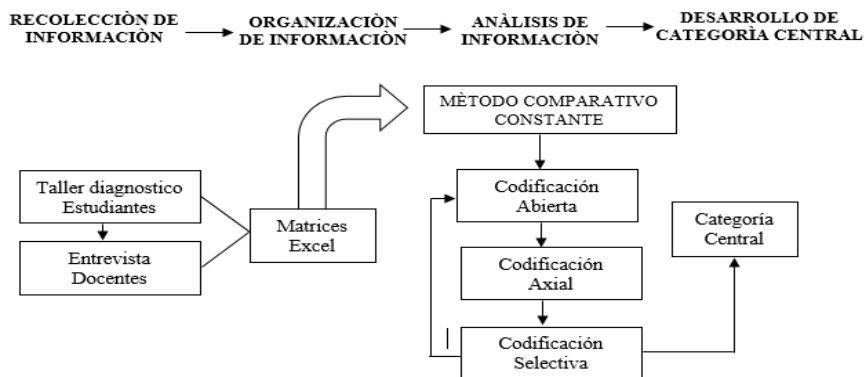 RECOLECCIÒN DE
INFORMACIÒN
ORGANIZACIÒN
DE INFORMACIÒN
ANÀLISIS DE
INFORMACIÒN
DESARROLLO DE
CATEGORÌA CENTRAL
MÈTODO COMPARATIVO
CONSTANTE
Taller diagnostico
Estudiantes
Entrevista
Docentes
Matrices
Excel
Codificación
Abierta
Codificación
Axial
Codificación
Selectiva
Categoría
Central